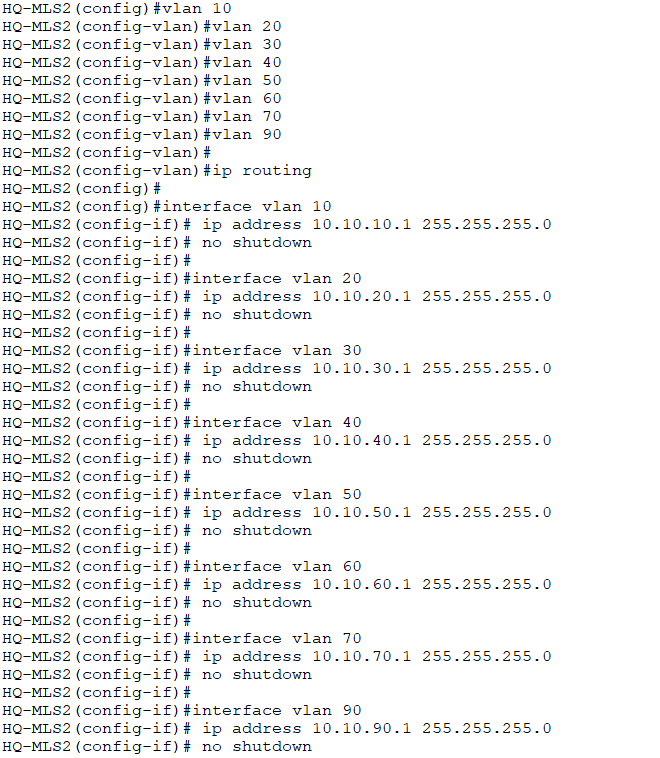 HQ-MLS2(config)#vlan 10
HQ-MLS2(config-vlan)#vlan 20
HQ-MLS2(config-vlan)#vlan 30
HQ-MLS2(config-vlan)#vlan 40
HQ-MLS2(config-vlan)#vlan 50
HQ-MLS2(config-vlan)#vlan 60
HQ-MLS2(config-vlan)#vlan 70
HQ-MLS2(config-vlan)#vlan 90
HQ-MLS2(config-vlan)#
HQ-MLS2(config-vlan)#ip routing
HQ-MLS2(config)#
HQ-MLS2(config)#interface vlan 10
HQ-MLS2(config-if)# ip address 10.10.10.1 255.255.255.0
HQ-MLS2(config-if)# no shutdown
HQ-MLS2(config-if)#
HQ-MLS2(config-if)#interface vlan 20
HQ-MLS2(config-if)# ip address 10.10.20.1 255.255.255.0
HQ-MLS2(config-if)# no shutdown
HQ-MLS2(config-if)#
HQ-MLS2(config-if)#interface vlan 30
HQ-MLS2(config-if)# ip address 10.10.30.1 255.255.255.0
HQ-MLS2(config-if)# no shutdown
HQ-MLS2(config-if)#
HQ-MLS2(config-if)#interface vlan 40
HQ-MLS2(config-if)# ip address 10.10.40.1 255.255.255.0
HQ-MLS2(config-if)# no shutdown
HQ-MLS2(config-if)#
HQ-MLS2(config-if)#interface vlan 50
HQ-MLS2(config-if)# ip address 10.10.50.1 255.255.255.0
HQ-MLS2(config-if)# no shutdown
HQ-MLS2(config-if)#
HQ-MLS2(config-if)#interface vlan 60
HQ-MLS2(config-if)# ip address 10.10.60.1 255.255.255.0
HQ-MLS2(config-if)# no shutdown
HQ-MLS2(config-if)#
HQ-MLS2(config-if)#interface vlan 70
HQ-MLS2(config-if)# ip address 10.10.70.1 255.255.255.0
HQ-MLS2(config-if)# no shutdown
HQ-MLS2(config-if)#
HQ-MLS2(config-if)#interface vlan 90
HQ-MLS2(config-if)# ip address 10.10.90.1 255.255.255.0
HQ-MLS2(config-if)# no shutdown